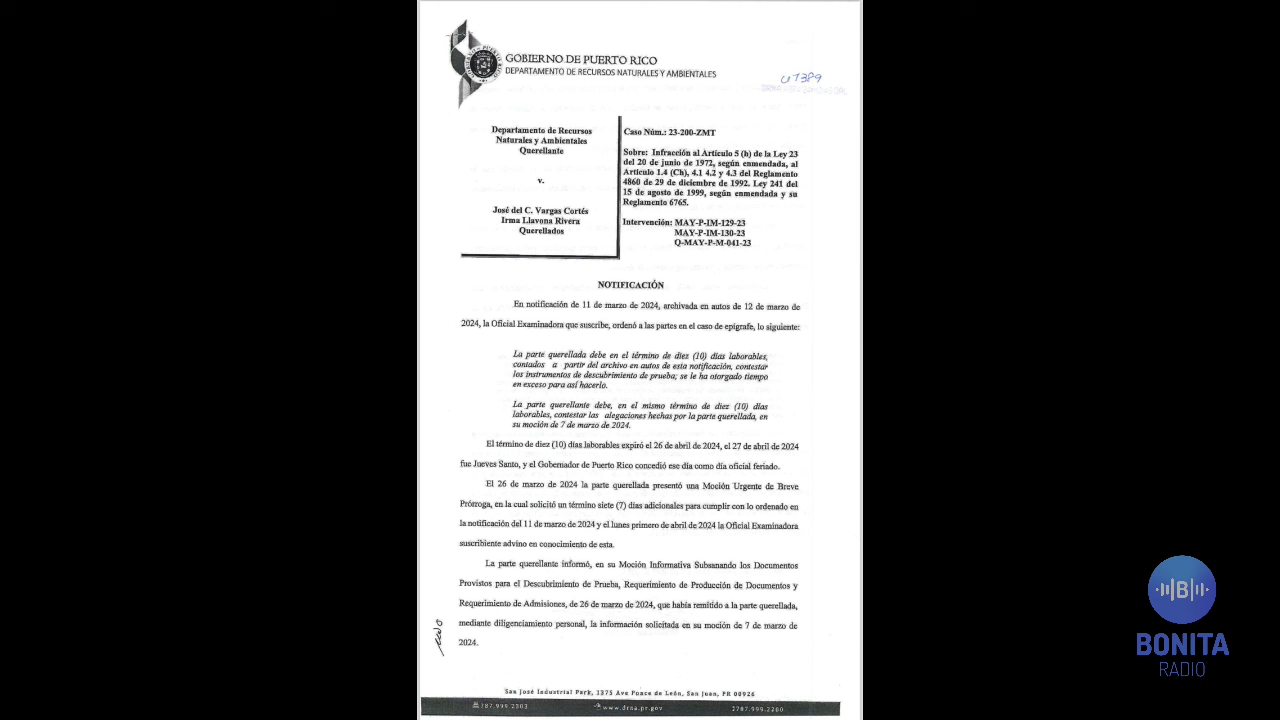 GOBIERNO DE PUERTO RICO
DEPARTAMENTO DE RECURSOS NATURALES Y AMBIENTALES
Departamento de Recursos
Naturales y Ambientales
Querellante
v.
José del C. Vargas Cortés
Irma Llavona Rivera
Querellados
Caso Núm.: 23-200-ZMT
Sobre: Infracción al Artículo 5 (h) de la Ley 23
del 20 de junio de 1972, según enmendada, al
Artículo 1.4 (Ch), 4.1 4.2 y 4.3 del Reglamento
4860 de 29 de diciembre de 1992. Ley 241 del
15 de agosto de 1999, según enmendada y su
Reglamento 6765.
Intervención: MAY-P-IM-129-23
MAY-P-IM-130-23
Q-MAY-P-M-041-23
NOTIFICACIÓN
En notificación de 11 de marzo de 2024, archivada en autos de 12 de marzo de
2024, la Oficial Examinadora que suscribe, ordenó a las partes en el caso de epígrafe, lo siguiente:
La parte querellada debe en el término de diez (10) días laborables,
contados a partir del archivo en autos de esta notificación, contestar
los instrumentos de descubrimiento de prueba; se le ha otorgado tiempo
en exceso para así hacerlo.
La parte querellante debe, en el mismo término de diez (10) días
laborables, contestar las alegaciones hechas por la parte querellada, en
su moción de 7 de marzo de 2024.
El término de diez (10) días laborables expiró el 26 de abril de 2024, el 27 de abril de 2024
fue Jueves Santo, y el Gobernador de Puerto Rico concedió ese día como día oficial feriado.
El 26 de marzo de 2024 la parte querellada presentó una Moción Urgente de Breve
Prórroga, en la cual solicitó un término siete (7) días adicionales para cumplir con lo ordenado en
la notificación del 11 de marzo de 2024 y el lunes primero de abril de 2024 la Oficial Examinadora
suscribiente advino en conocimiento de esta.
La parte querellante informó, en su Moción Informativa Subsanando los Documentos
Provistos para el Descubrimiento de Prueba, Requerimiento de Producción de Documentos y
Requerimiento de Admisiones, de 26 de marzo de 2024, que había remitido a la parte querellada,
mediante diligenciamiento personal, la información solicitada en su moción de 7 de marzo de
2024.
San José Industrial Park, 1375 Ave Ponce de León, San Juan, PR 00926
787.999.2303
www.drna.pr.gov
787.999.2200
B
BONITA
RADIO